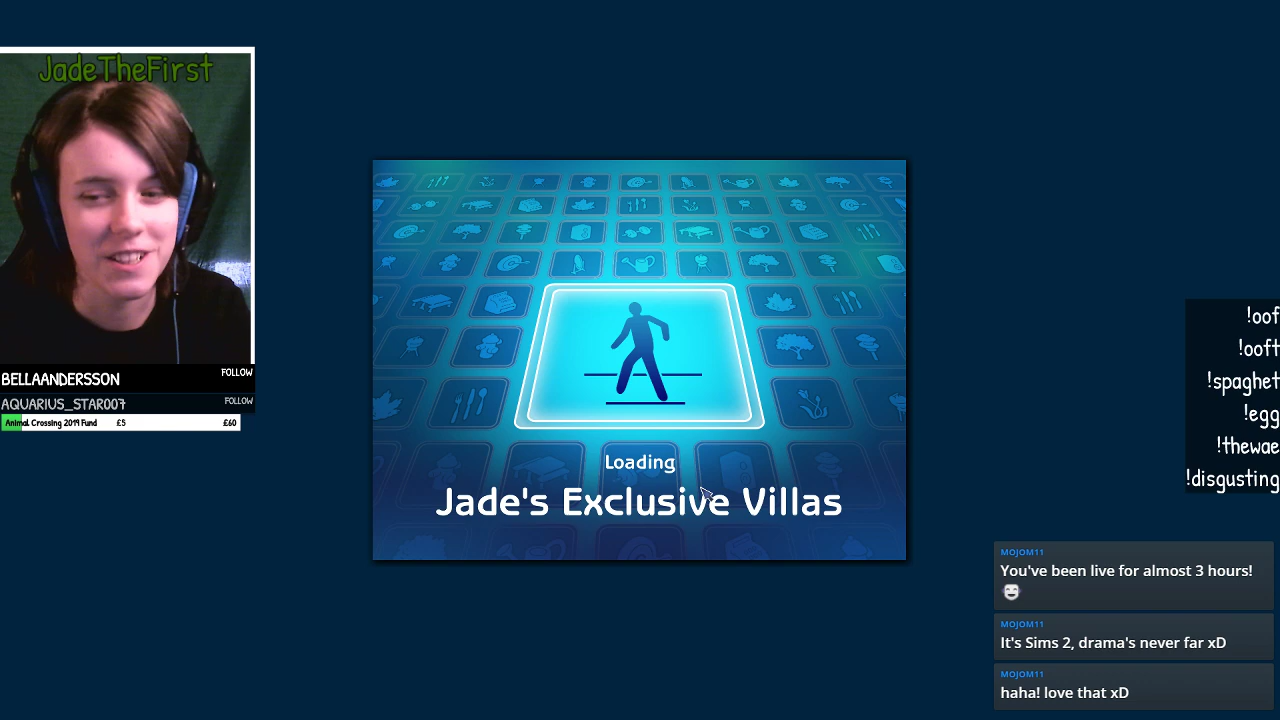 JadeTheFirst
BELLAANDERSSON FOLLOW
AQUARIUS_STAR007 FOLLOW
Animal Crossing 2019 Fund £5 £60
Loading
Jade's Exclusive Villas
!oof
!ooft
!spaghet
!egg
!thewae
!disgusting
MOJOM11
You've been live for almost 3 hours!
MOJOM11
It's Sims 2, drama's never far xD
MOJOM11
haha! love that xD